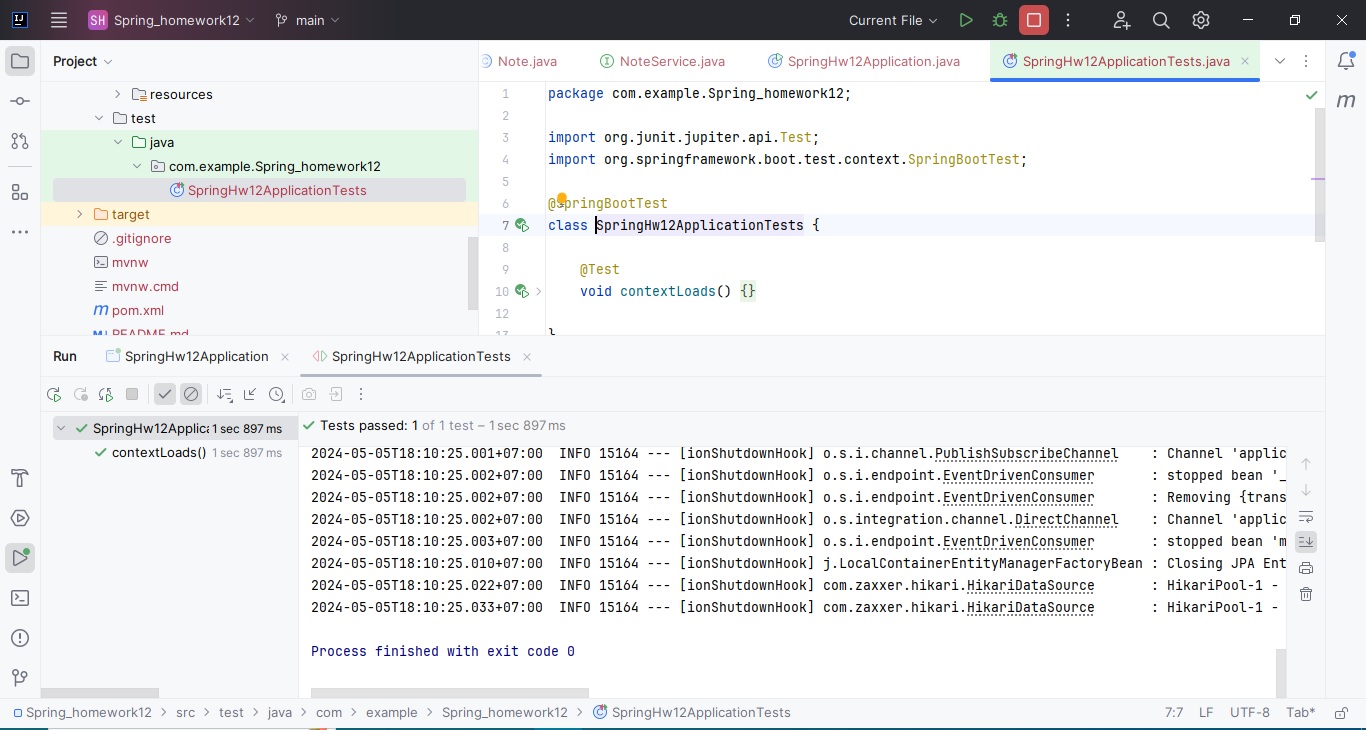 SH Spring_homework12 main Current File
Project
Note.java NoteService.java SpringHw12Application.java SpringHw12ApplicationTests.java
resources
test
java
com.example.Spring_homework12
SpringHw12ApplicationTests
target
.gitignore
mvnw
mvnw.cmd
pom.xml
README.md
1 package com.example.Spring_homework12;
2
3 import org.junit.jupiter.api.Test;
4 import org.springframework.boot.test.context.SpringBootTest;
5
6 @SpringBootTest
7 class SpringHw12ApplicationTests {
8
9 @Test
10 void contextLoads() {}
12
13 }
Run SpringHw12Application SpringHw12ApplicationTests
SpringHw12Applica 1 sec 897 ms
contextLoads() 1 sec 897 ms
Tests passed: 1 of 1 test – 1 sec 897 ms
2024-05-05T18:10:25.001+07:00 INFO 15164 --- [ionShutdownHook] o.s.i.channel.PublishSubscribeChannel : Channel 'applic
2024-05-05T18:10:25.002+07:00 INFO 15164 --- [ionShutdownHook] o.s.i.endpoint.EventDrivenConsumer : stopped bean '_
2024-05-05T18:10:25.002+07:00 INFO 15164 --- [ionShutdownHook] o.s.i.endpoint.EventDrivenConsumer : Removing {trans
2024-05-05T18:10:25.002+07:00 INFO 15164 --- [ionShutdownHook] o.s.integration.channel.DirectChannel : Channel 'applic
2024-05-05T18:10:25.003+07:00 INFO 15164 --- [ionShutdownHook] o.s.i.endpoint.EventDrivenConsumer : stopped bean 'm
2024-05-05T18:10:25.010+07:00 INFO 15164 --- [ionShutdownHook] j.LocalContainerEntityManagerFactoryBean : Closing JPA Ent
2024-05-05T18:10:25.022+07:00 INFO 15164 --- [ionShutdownHook] com.zaxxer.hikari.HikariDataSource : HikariPool-1 -
2024-05-05T18:10:25.033+07:00 INFO 15164 --- [ionShutdownHook] com.zaxxer.hikari.HikariDataSource : HikariPool-1 -
Process finished with exit code 0
Spring_homework12 > src > test > java > com > example > Spring_homework12 > SpringHw12ApplicationTests 7:7 LF UTF-8 Tab*